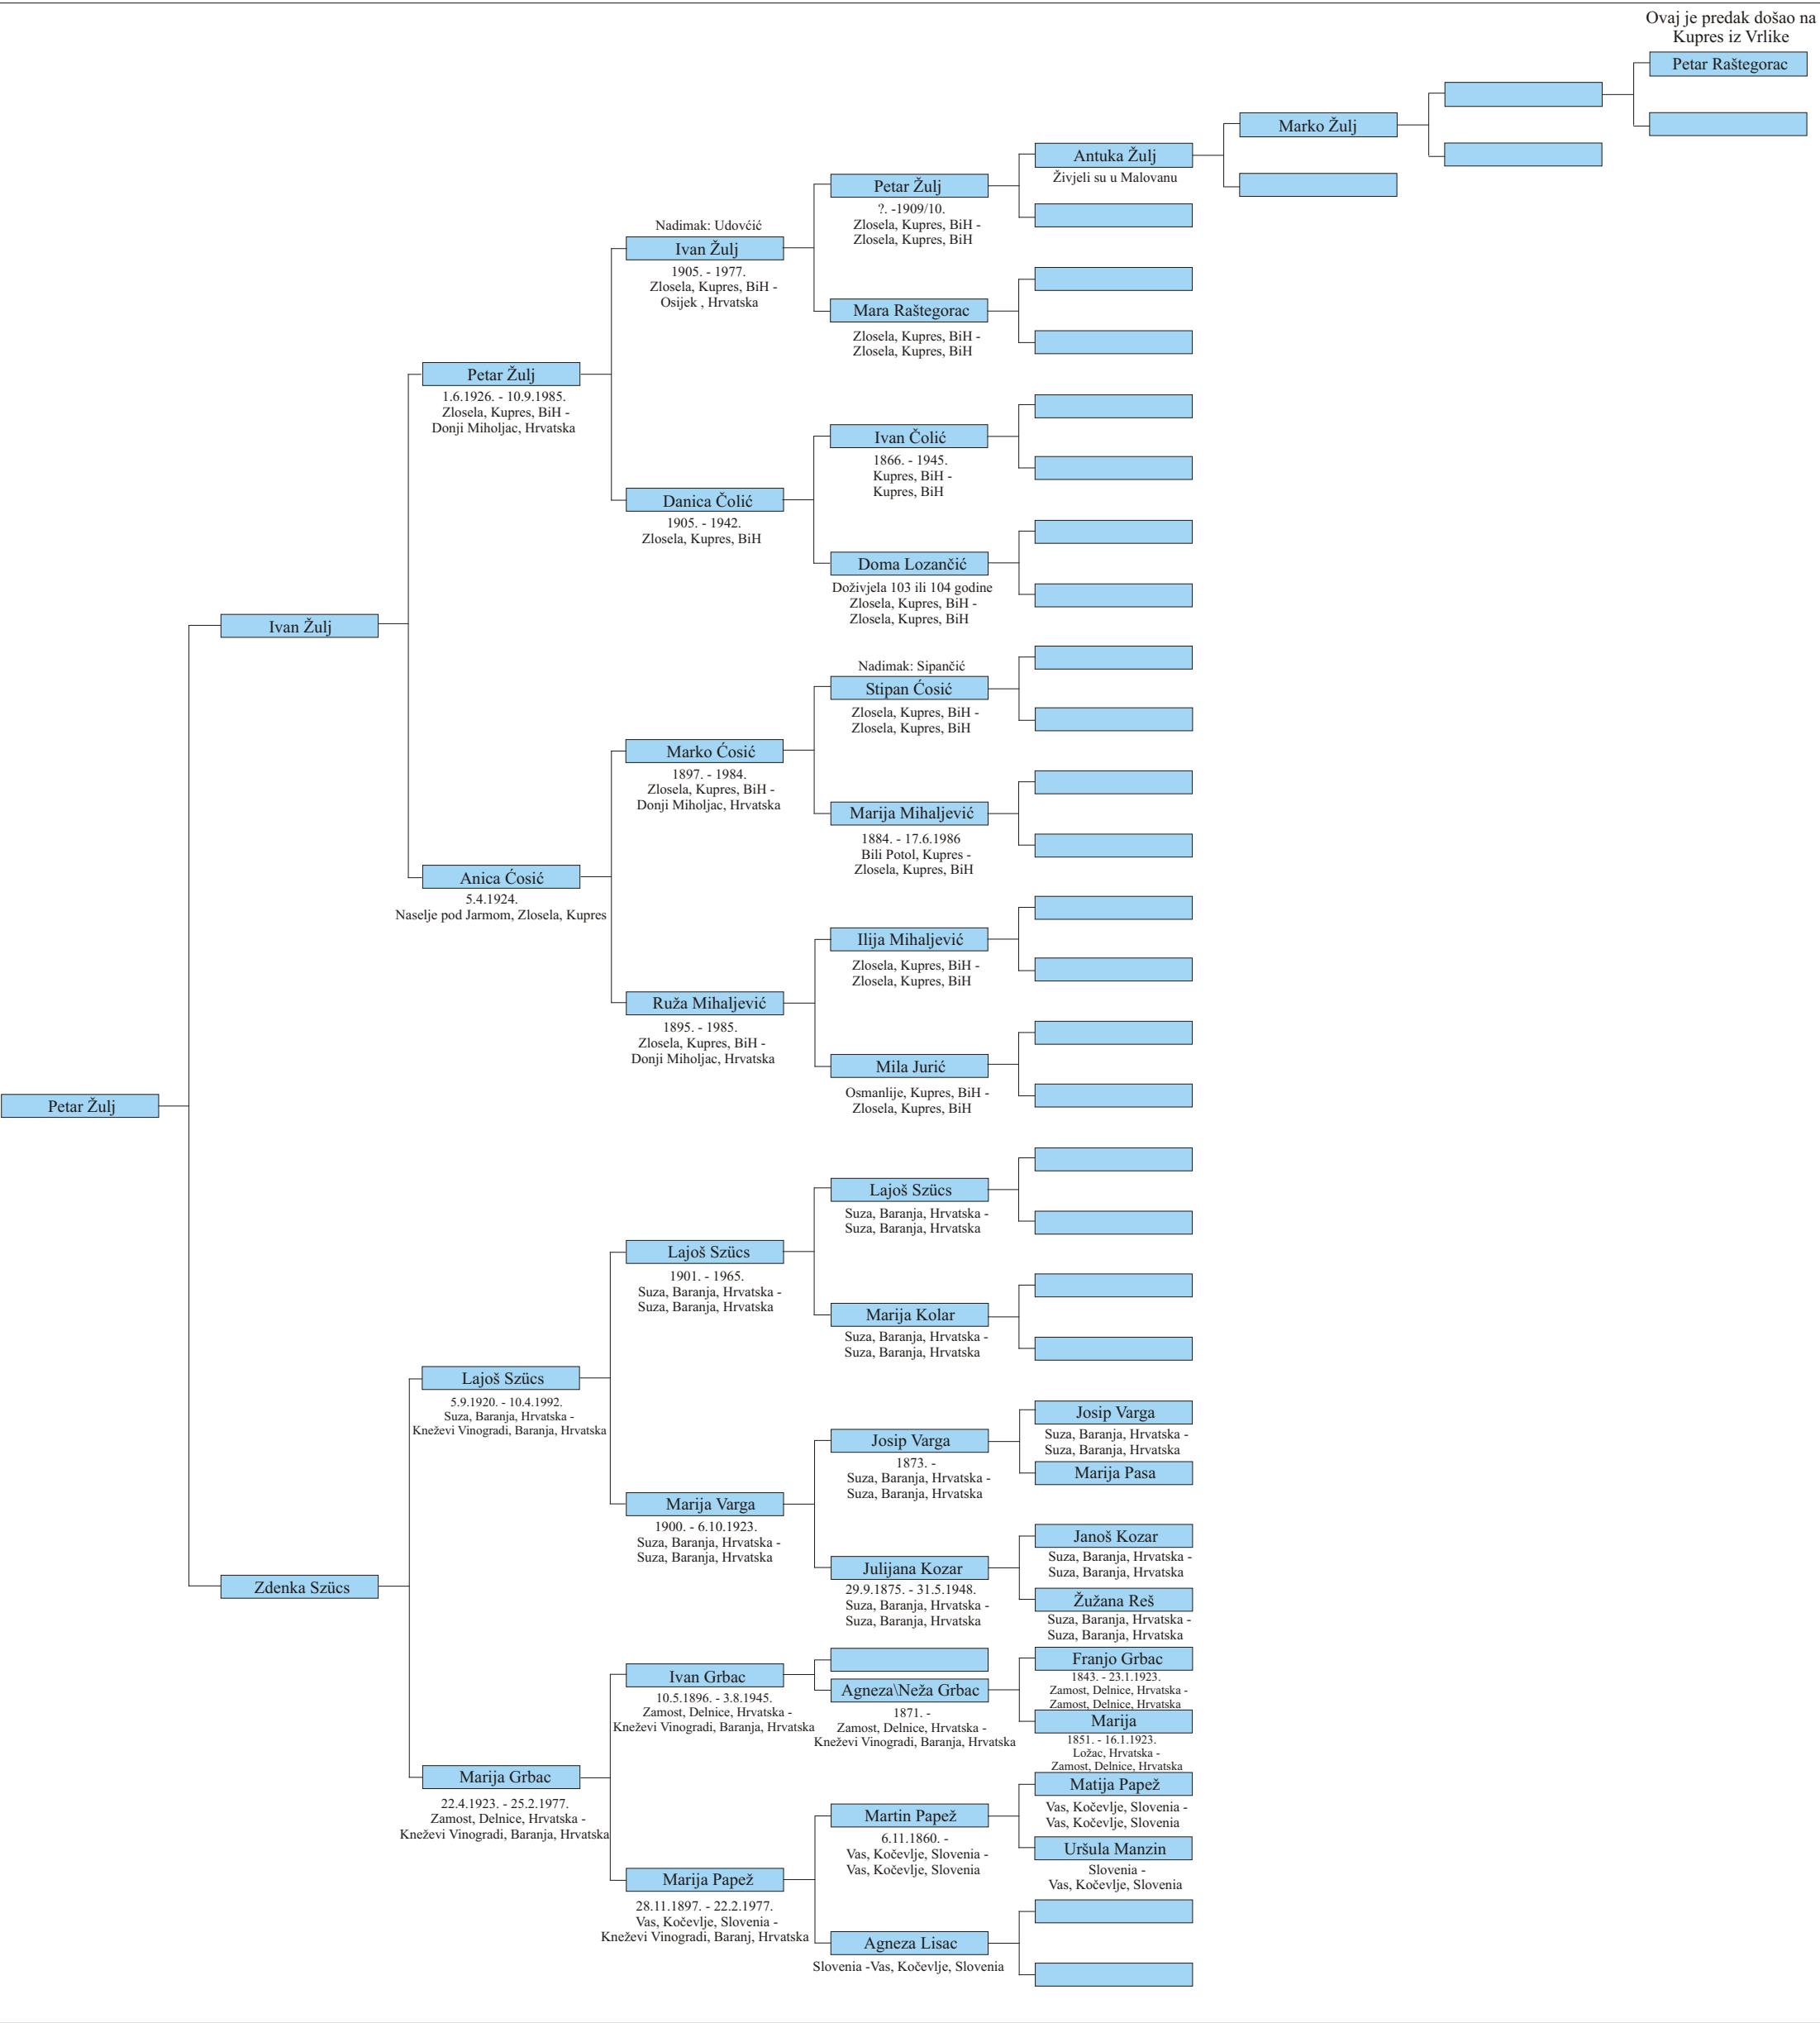 Ovaj je predak došao na
Kupres iz Vrlike
Petar Raštegorac
Marko Žulj
Antuka Žulj
Živjeli su u Malovanu
Petar Žulj
?. -1909/10.
Zlosela, Kupres, BiH -
Zlosela, Kupres, BiH
Nadimak: Udovćić
Ivan Žulj
1905. - 1977.
Zlosela, Kupres, BiH -
Osijek , Hrvatska
Mara Raštegorac
Zlosela, Kupres, BiH -
Zlosela, Kupres, BiH
Petar Žulj
1.6.1926. - 10.9.1985.
Zlosela, Kupres, BiH -
Donji Miholjac, Hrvatska
Ivan Čolić
1866. - 1945.
Kupres, BiH -
Kupres, BiH
Danica Čolić
1905. - 1942.
Zlosela, Kupres, BiH
Doma Lozančić
Doživjela 103 ili 104 godine
Zlosela, Kupres, BiH -
Zlosela, Kupres, BiH
Ivan Žulj
Nadimak: Sipančić
Stipan Ćosić
Zlosela, Kupres, BiH -
Zlosela, Kupres, BiH
Marko Ćosić
1897. - 1984.
Zlosela, Kupres, BiH -
Donji Miholjac, Hrvatska
Marija Mihaljević
1884. - 17.6.1986
Bili Potol, Kupres -
Zlosela, Kupres, BiH
Anica Ćosić
5.4.1924.
Naselje pod Jarmom, Zlosela, Kupres
Ilija Mihaljević
Zlosela, Kupres, BiH -
Zlosela, Kupres, BiH
Ruža Mihaljević
1895. - 1985.
Zlosela, Kupres, BiH -
Donji Miholjac, Hrvatska
Mila Jurić
Osmanlije, Kupres, BiH -
Zlosela, Kupres, BiH
Petar Žulj
Lajoš Szücs
Suza, Baranja, Hrvatska -
Suza, Baranja, Hrvatska
Lajoš Szücs
1901. - 1965.
Suza, Baranja, Hrvatska -
Suza, Baranja, Hrvatska
Marija Kolar
Suza, Baranja, Hrvatska -
Suza, Baranja, Hrvatska
Lajoš Szücs
5.9.1920. - 10.4.1992.
Suza, Baranja, Hrvatska -
Kneževi Vinogradi, Baranja, Hrvatska
Josip Varga
Suza, Baranja, Hrvatska -
Suza, Baranja, Hrvatska
Josip Varga
1873. -
Suza, Baranja, Hrvatska -
Suza, Baranja, Hrvatska
Marija Pasa
Marija Varga
1900. - 6.10.1923.
Suza, Baranja, Hrvatska -
Suza, Baranja, Hrvatska
Janoš Kozar
Suza, Baranja, Hrvatska -
Suza, Baranja, Hrvatska
Julijana Kozar
29.9.1875. - 31.5.1948.
Suza, Baranja, Hrvatska -
Suza, Baranja, Hrvatska
Žužana Reš
Suza, Baranja, Hrvatska -
Suza, Baranja, Hrvatska
Zdenka Szücs
Franjo Grbac
1843. - 23.1.1923.
Zamost, Delnice, Hrvatska -
Zamost, Delnice, Hrvatska
Ivan Grbac
10.5.1896. - 3.8.1945.
Zamost, Delnice, Hrvatska -
Kneževi Vinogradi, Baranja, Hrvatska
Agneza\Neža Grbac
1871. -
Zamost, Delnice, Hrvatska -
Kneževi Vinogradi, Baranja, Hrvatska
Marija
1851. - 16.1.1923.
Ložac, Hrvatska -
Zamost, Delnice, Hrvatska
Marija Grbac
22.4.1923. - 25.2.1977.
Zamost, Delnice, Hrvatska -
Kneževi Vinogradi, Baranja, Hrvatska
Matija Papež
Vas, Kočevlje, Slovenia -
Vas, Kočevlje, Slovenia
Martin Papež
6.11.1860. -
Vas, Kočevlje, Slovenia -
Vas, Kočevlje, Slovenia
Uršula Manzin
Slovenia -
Vas, Kočevlje, Slovenia
Marija Papež
28.11.1897. - 22.2.1977.
Vas, Kočevlje, Slovenia -
Kneževi Vinogradi, Baranj, Hrvatska
Agneza Lisac
Slovenia -Vas, Kočevlje, Slovenia